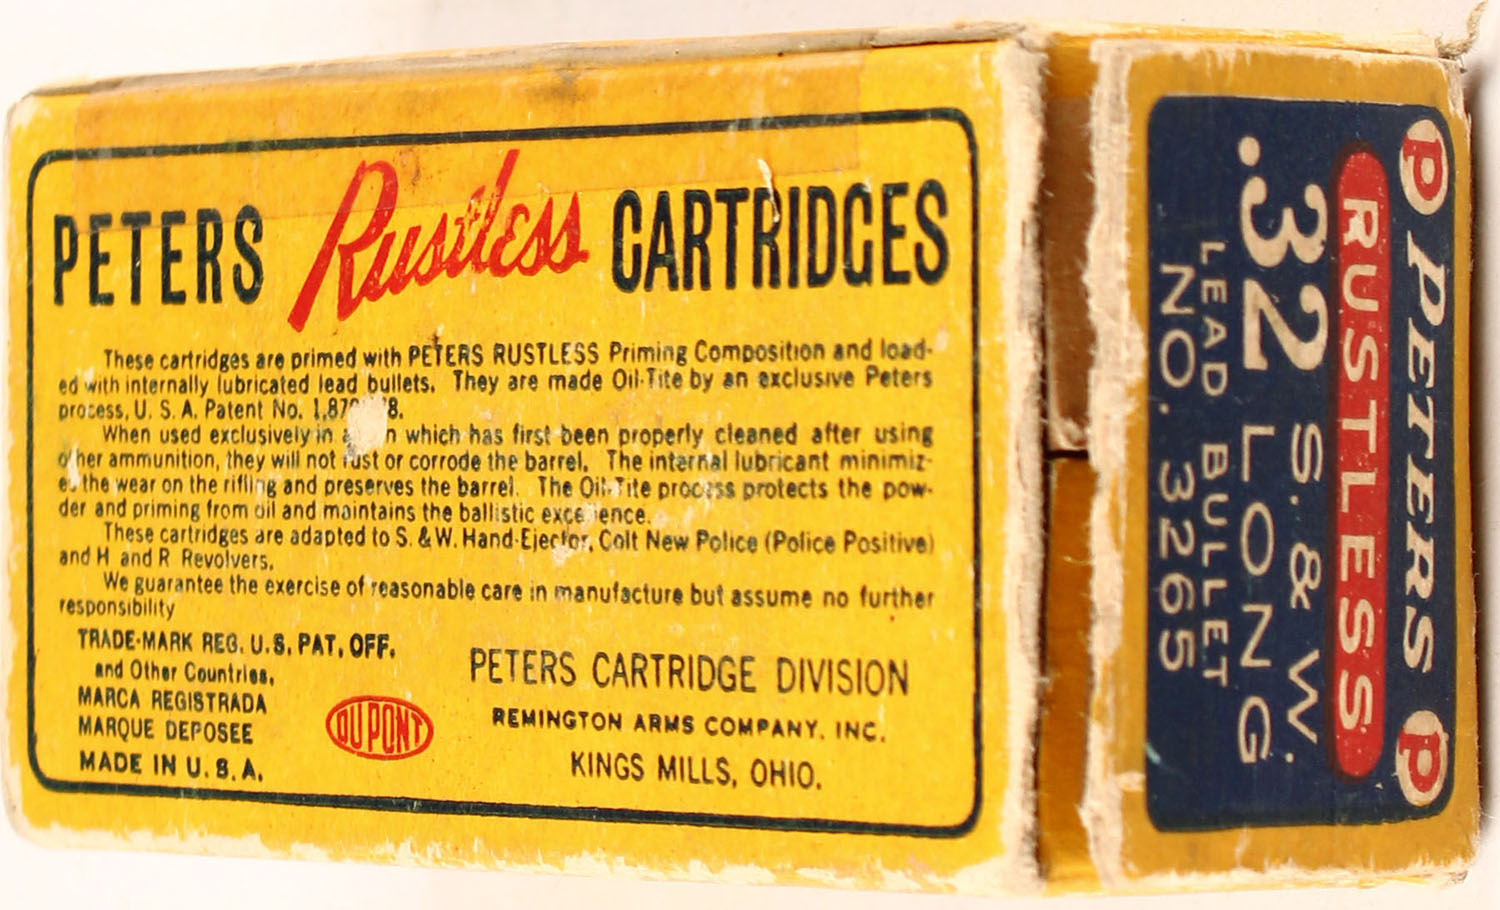 PETERS Rustless CARTRIDGES
These cartridges are primed with PETERS RUSTLESS Priming Composition and load-
ed with internally lubricated lead bullets. They are made Oil-Tite by an exclusive Peters
process, U. S. A. Patent No.
When used exclusively in a which has first been properly cleaned after using
other ammunition, they will not rust or corrode the barrel. The internal lubricant minimiz-
es the wear on the rifling and preserves the barrel. The Oil-Tite process protects the pow-
der and priming from oil and maintains the ballistic excellence.
These cartridges are adapted to S. & W. Hand-Ejector, Colt New Police (Police Positive)
and H and R Revolvers.
We guarantee the exercise of reasonable care in manufacture but assume no further
responsibility
TRADE-MARK REG. U.S. PAT. OFF.
and Other Countries.
MARCA REGISTRADA
MARQUE DEPOSEE
MADE IN U.S.A.
DU PONT
PETERS CARTRIDGE DIVISION
REMINGTON ARMS COMPANY, INC.
KINGS MILLS, OHIO.
P PETERS P
RUSTLESS
.32 S. & W.
LONG
LEAD BULLET
NO. 3265